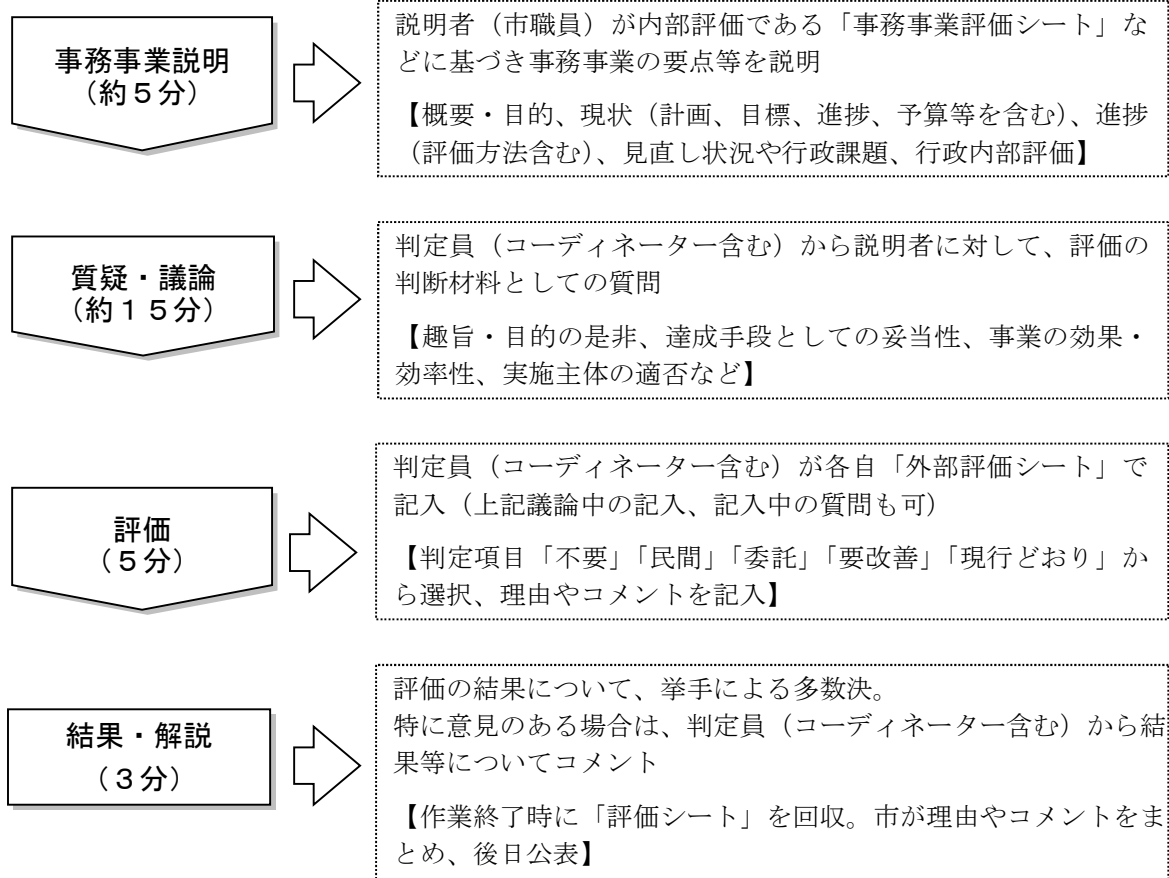 事務事業説明
（約５分）
説明者（市職員）が内部評価である「事務事業評価シート」な
どに基づき事務事業の要点等を説明
【概要・目的、現状（計画、目標、進捗、予算等を含む）、進捗
（評価方法含む）、見直し状況や行政課題、行政内部評価】
質疑・議論
（約１５分）
判定員（コーディネーター含む）から説明者に対して、評価の
判断材料としての質問
【趣旨・目的の是非、達成手段としての妥当性、事業の効果・
効率性、実施主体の適否など】
評価
（５分）
判定員（コーディネーター含む）が各自「外部評価シート」で
記入（上記議論中の記入、記入中の質問も可）
【判定項目「不要」「民間」「委託」「要改善」「現行どおり」か
ら選択、理由やコメントを記入】
結果・解説
（３分）
評価の結果について、挙手による多数決。
特に意見のある場合は、判定員（コーディネーター含む）から結
果等についてコメント
【作業終了時に「評価シート」を回収。市が理由やコメントをま
とめ、後日公表】